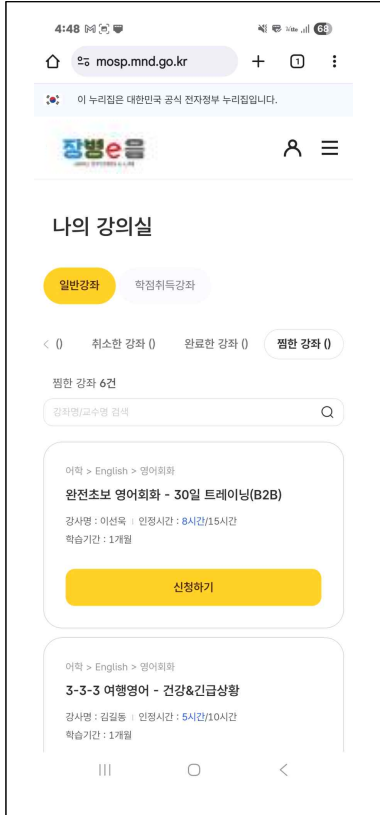 4:48
68
mosp.mnd.go.kr
1
이 누리집은 대한민국 공식 전자정부 누리집입니다.
장병e음
나의 강의실
일반강좌 학점취득강좌
< () 취소한 강좌 () 완료한 강좌 () 찜한 강좌 ()
찜한 강좌 6건
강좌명/교수명 검색
어학 > English > 영어회화
완전초보 영어회화 - 30일 트레이닝(B2B)
강사명 : 이선욱 | 인정시간 : 8시간/15시간
학습기간 : 1개월
신청하기
어학 > English > 영어회화
3-3-3 여행영어 - 건강&긴급상황
강사명 : 김길동 | 인정시간 : 5시간/10시간
학습기간 : 1개월